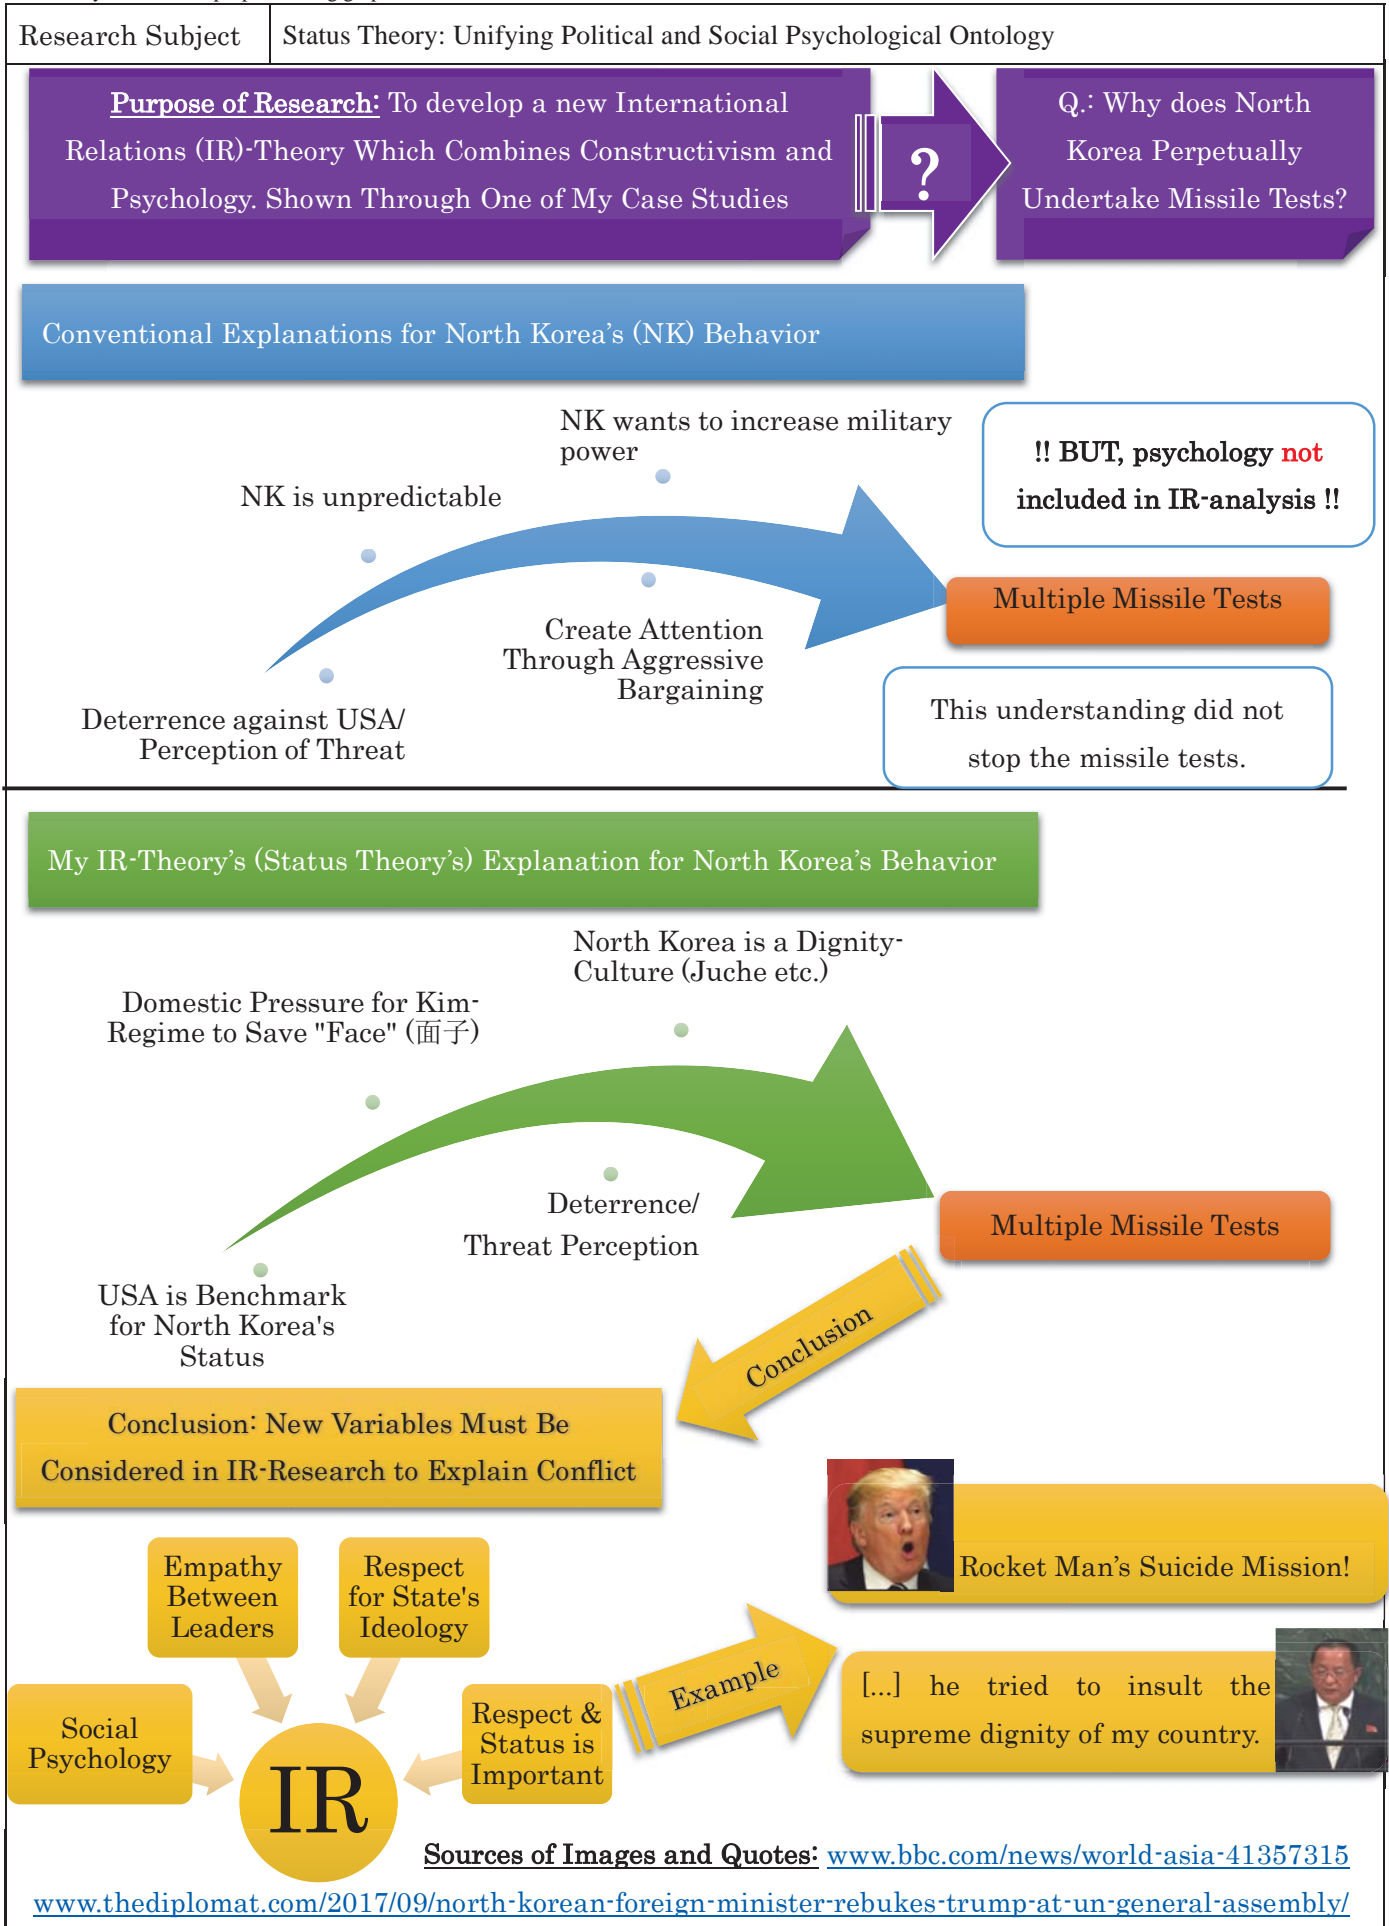 Research Subject
Status Theory: Unifying Political and Social Psychological Ontology
Purpose of Research: To develop a new International
Relations (IR)-Theory Which Combines Constructivism and
Psychology. Shown Through One of My Case Studies
?
Q.: Why does North
Korea Perpetually
Undertake Missile Tests?
Conventional Explanations for North Korea's (NK) Behavior
NK wants to increase military
power
!! BUT, psychology not
included in IR-analysis !!
NK is unpredictable
Multiple Missile Tests
Create Attention
Through Aggressive
Bargaining
Deterrence against USA/
Perception of Threat
This understanding did not
stop the missile tests.
My IR-Theory's (Status Theory's) Explanation for North Korea's Behavior
North Korea is a Dignity-
Culture (Juche etc.)
Domestic Pressure for Kim-
Regime to Save "Face" (面子)
Deterrence/
Threat Perception
Multiple Missile Tests
USA is Benchmark
for North Korea's
Status
Conclusion
Conclusion: New Variables Must Be
Considered in IR-Research to Explain Conflict
Rocket Man's Suicide Mission!
Empathy
Between
Leaders
Respect
for State's
Ideology
Social
Psychology
Respect &
Status is
Important
IR
Example
[...] he tried to insult the
supreme dignity of my country.
Sources of Images and Quotes: www.bbc.com/news/world-asia-41357315
www.thediplomat.com/2017/09/north-korean-foreign-minister-rebukes-trump-at-un-general-assembly/